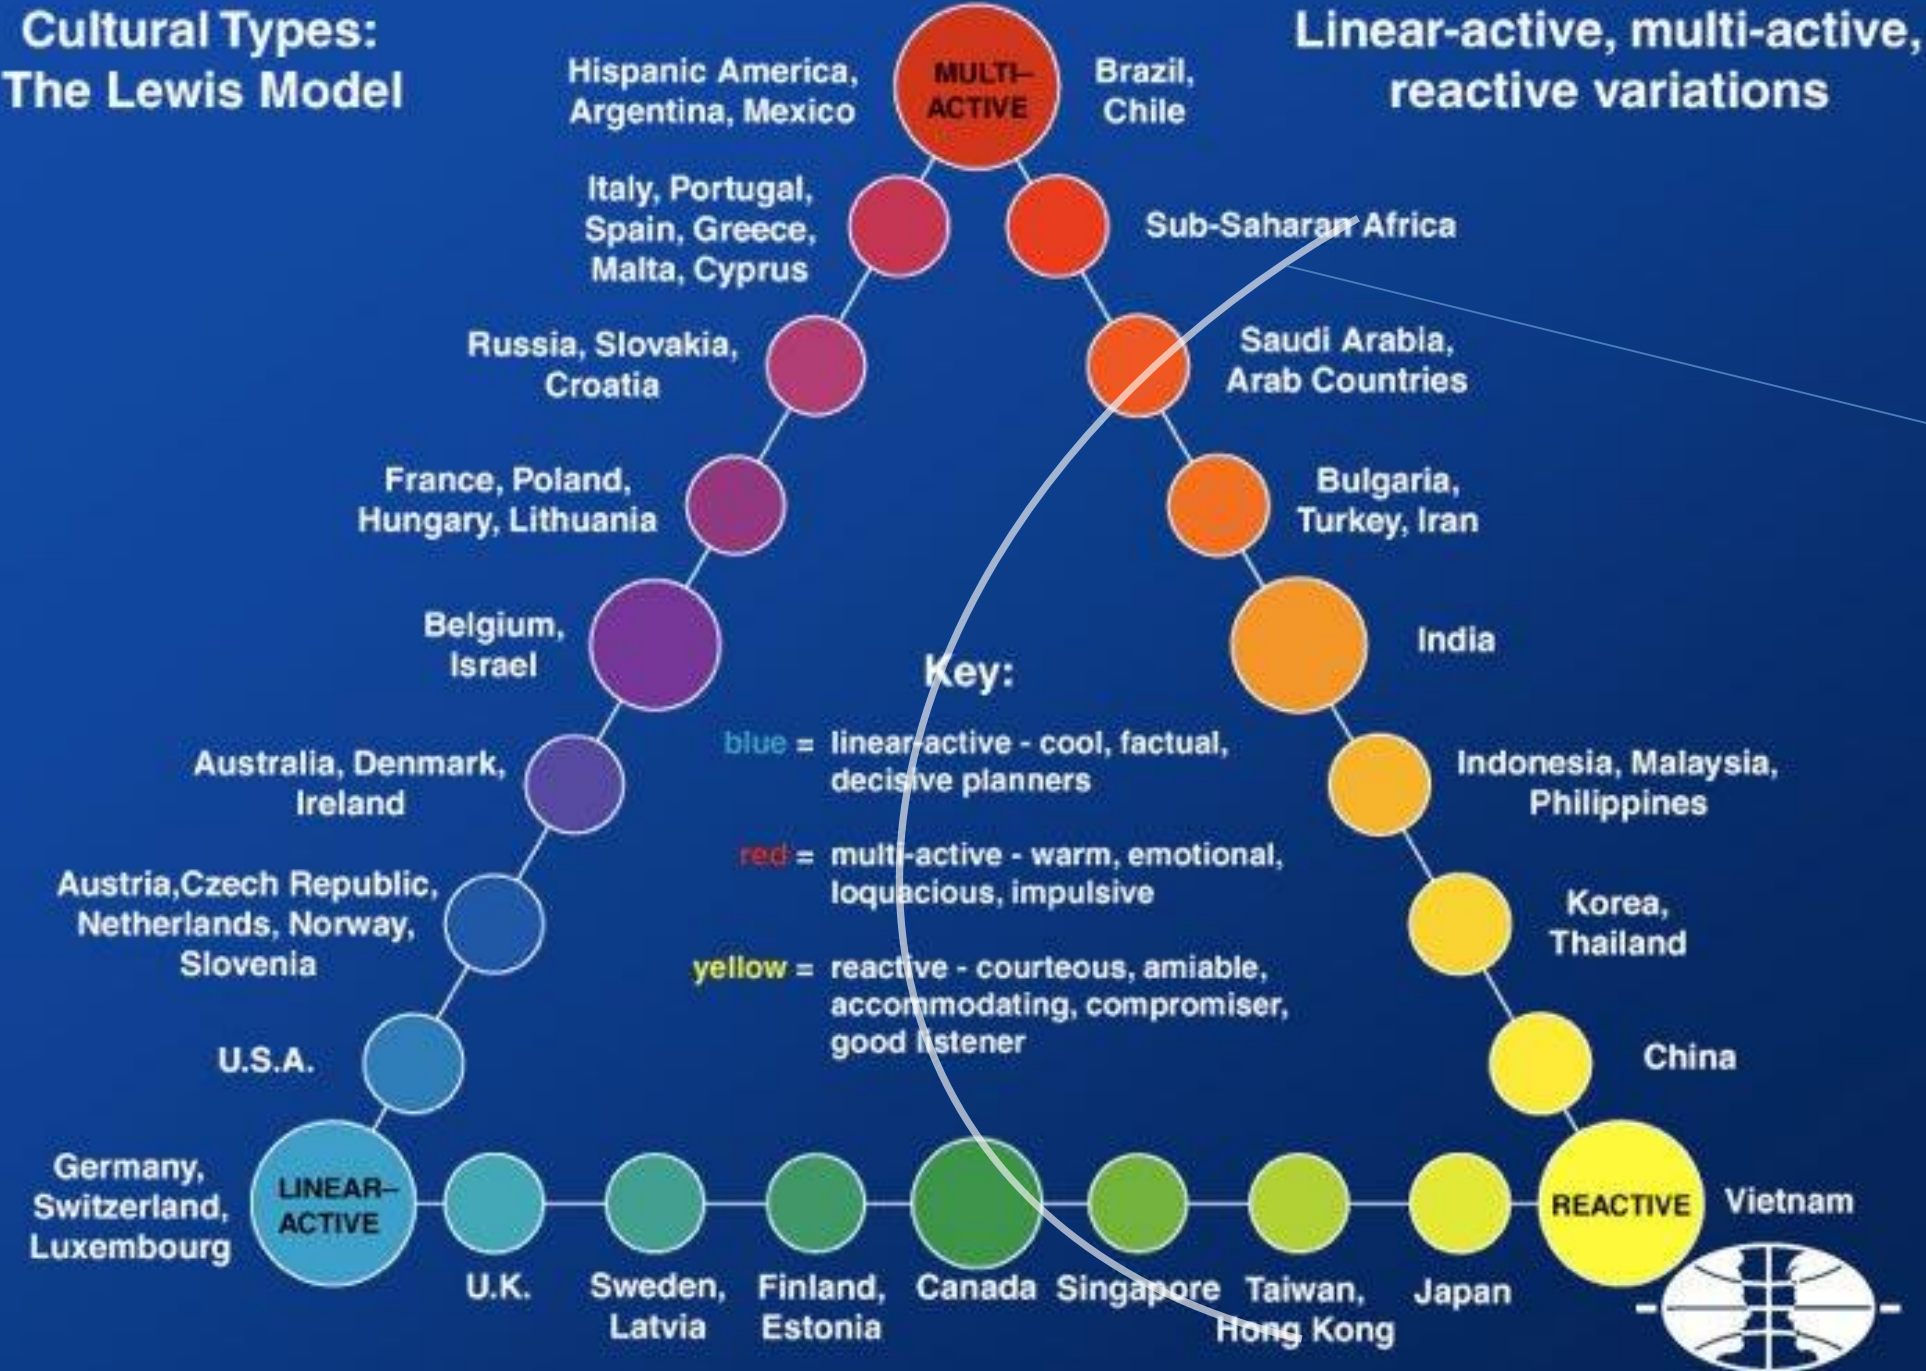 Cultural Types:
The Lewis Model
Linear-active, multi-active,
reactive variations
MULTI–
ACTIVE
Hispanic America,
Argentina, Mexico
Brazil,
Chile
Italy, Portugal,
Spain, Greece,
Malta, Cyprus
Sub-Saharan Africa
Russia, Slovakia,
Croatia
Saudi Arabia,
Arab Countries
France, Poland,
Hungary, Lithuania
Bulgaria,
Turkey, Iran
Belgium,
Israel
India
Key:
blue = linear-active - cool, factual,
decisive planners
red = multi-active - warm, emotional,
loquacious, impulsive
yellow = reactive - courteous, amiable,
accommodating, compromiser,
good listener
Australia, Denmark,
Ireland
Indonesia, Malaysia,
Philippines
Austria,Czech Republic,
Netherlands, Norway,
Slovenia
Korea,
Thailand
U.S.A.
China
Germany,
Switzerland,
Luxembourg
LINEAR–
ACTIVE
REACTIVE
Vietnam
U.K.
Sweden,
Latvia
Finland,
Estonia
Canada
Singapore
Taiwan,
Hong Kong
Japan